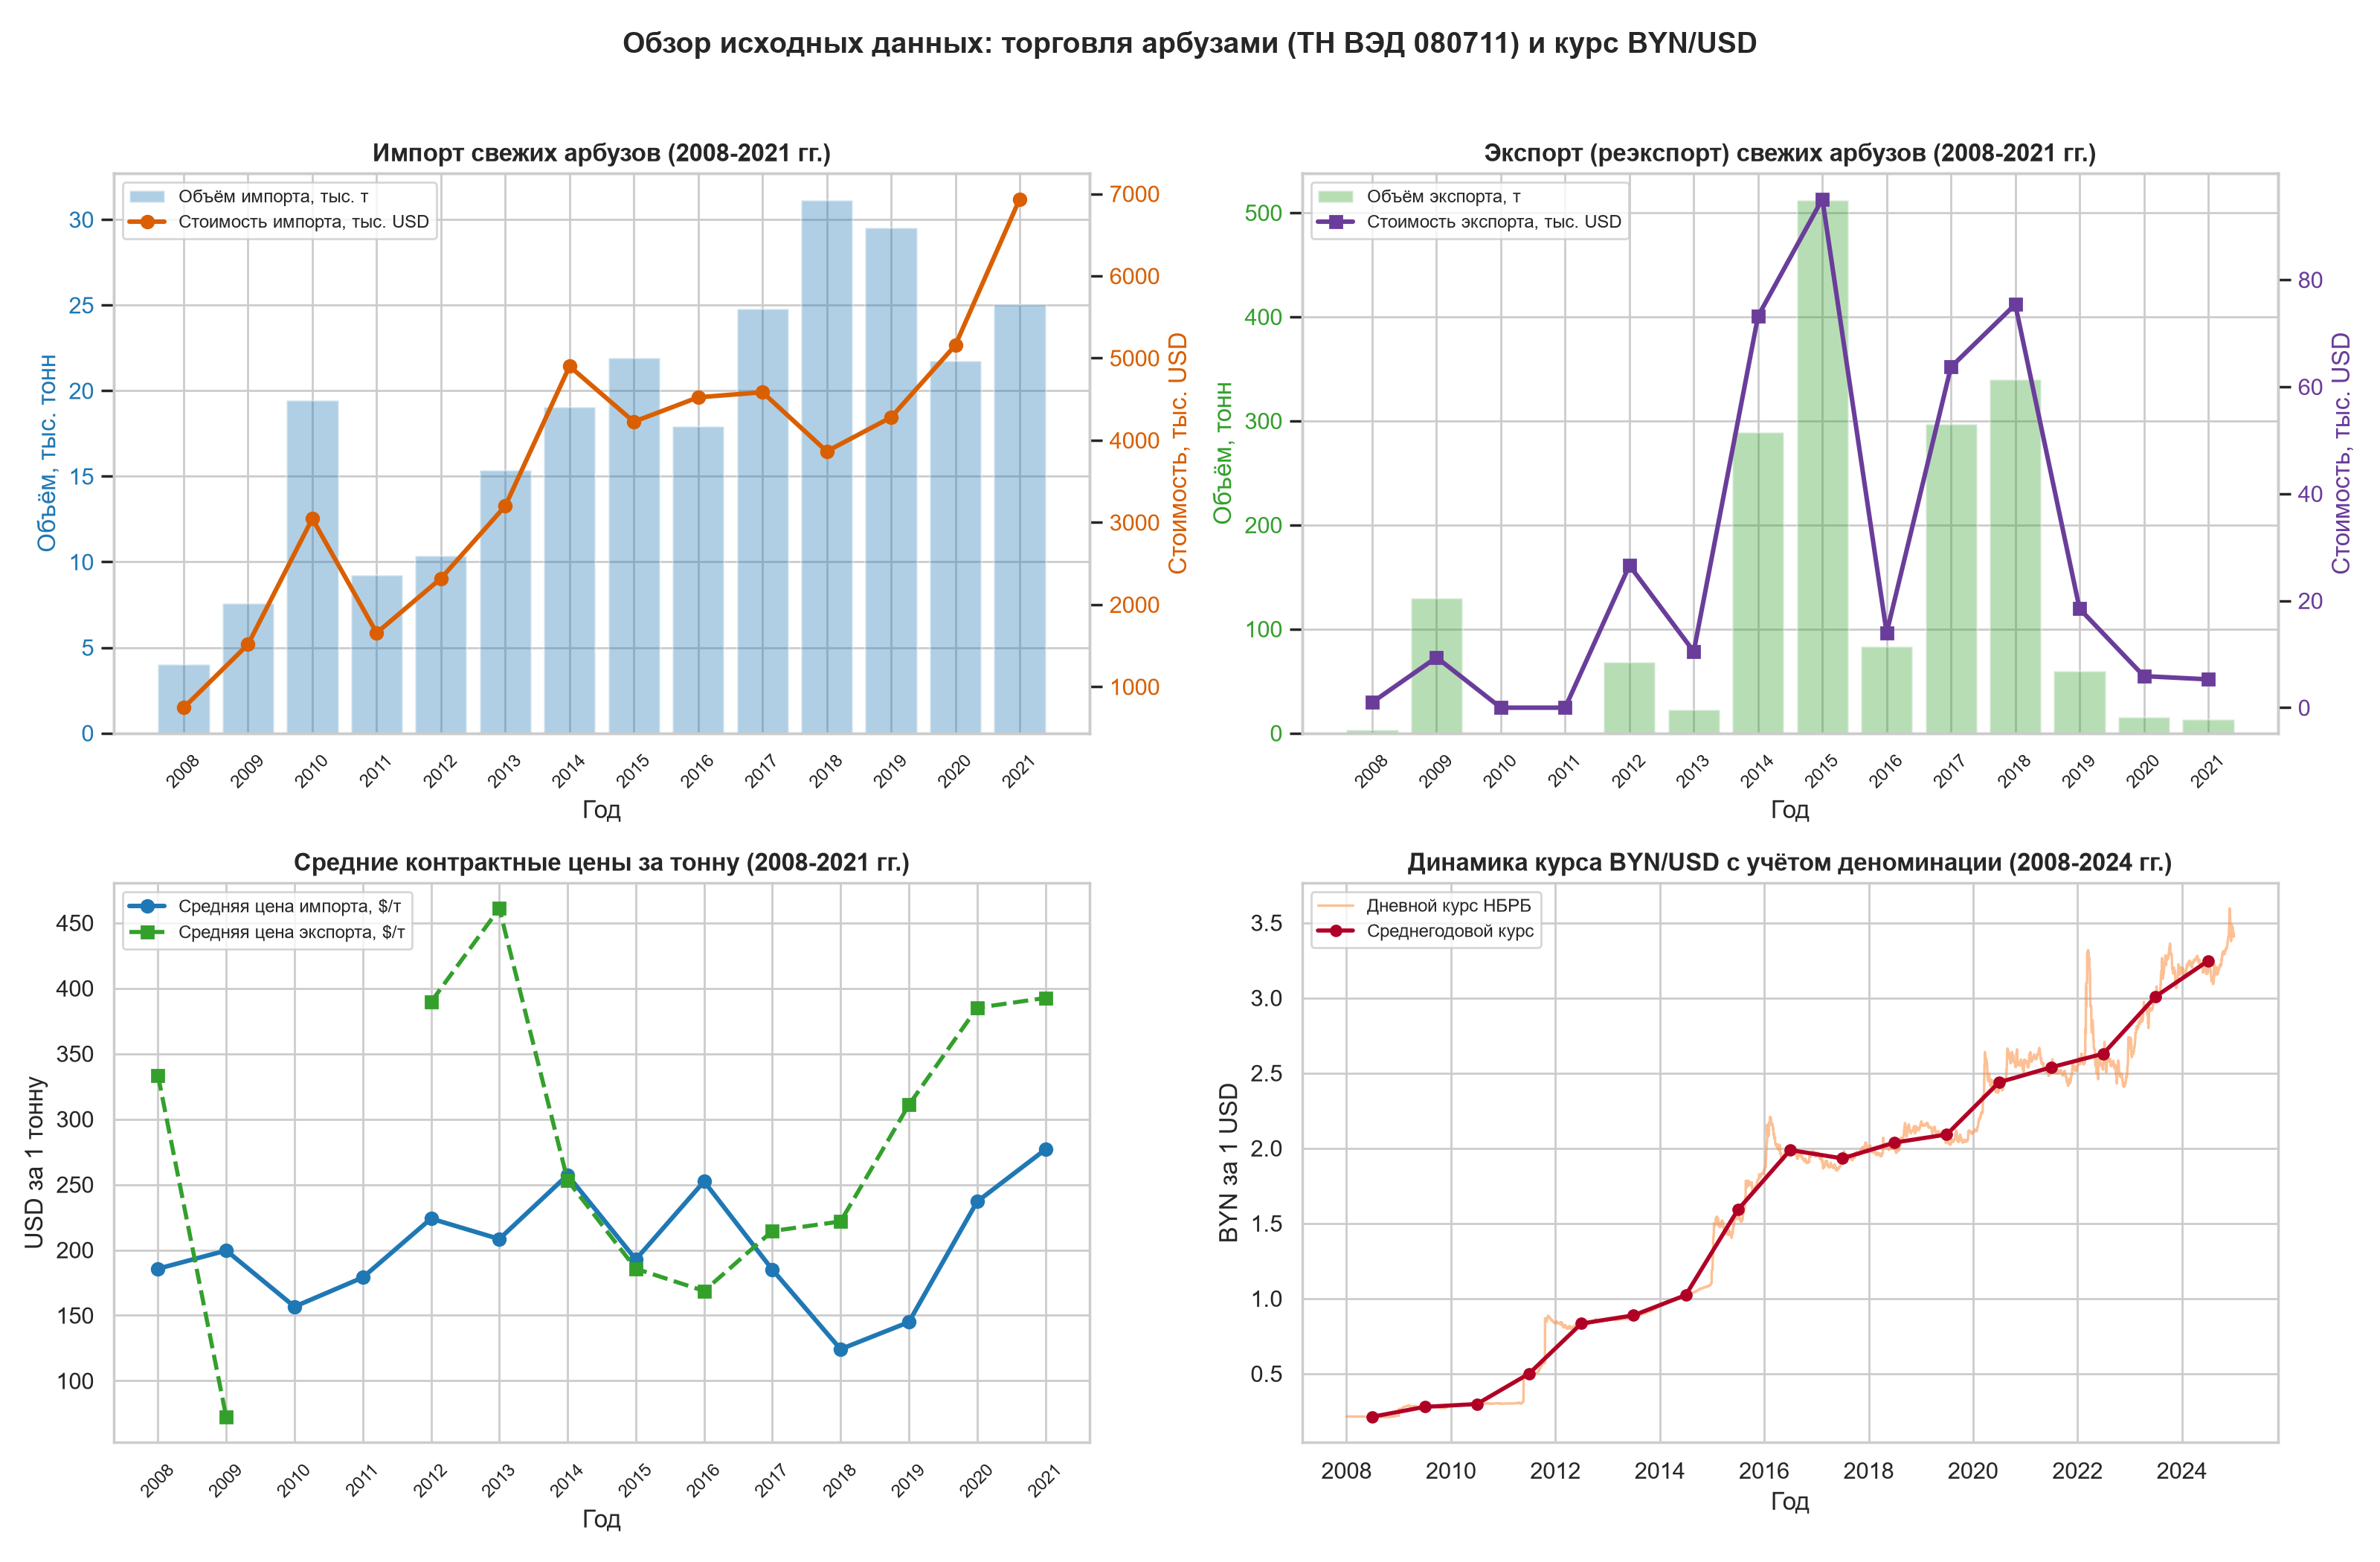 Обзор исходных данных: торговля арбузами (ТН ВЭД 080711) и курс BYN/USD
Импорт свежих арбузов (2008-2021 гг.)
Объём импорта, тыс. т
Стоимость импорта, тыс. USD
Объём, тыс. тонн
30
25
20
15
10
5
0
7000
6000
5000
4000
3000
2000
1000
Стоимость, тыс. USD
2008 2009 2010 2011 2012 2013 2014 2015 2016 2017 2018 2019 2020 2021
Год
Экспорт (реэкспорт) свежих арбузов (2008-2021 гг.)
Объём экспорта, т
Стоимость экспорта, тыс. USD
Объём, тонн
500
400
300
200
100
0
80
60
40
20
0
Стоимость, тыс. USD
2008 2009 2010 2011 2012 2013 2014 2015 2016 2017 2018 2019 2020 2021
Год
Средние контрактные цены за тонну (2008-2021 гг.)
Средняя цена импорта, $/т
Средняя цена экспорта, $/т
USD за 1 тонну
450
400
350
300
250
200
150
100
2008 2009 2010 2011 2012 2013 2014 2015 2016 2017 2018 2019 2020 2021
Год
Динамика курса BYN/USD с учётом деноминации (2008-2024 гг.)
Дневной курс НБРБ
Среднегодовой курс
BYN за 1 USD
3.5
3.0
2.5
2.0
1.5
1.0
0.5
2008 2010 2012 2014 2016 2018 2020 2022 2024
Год